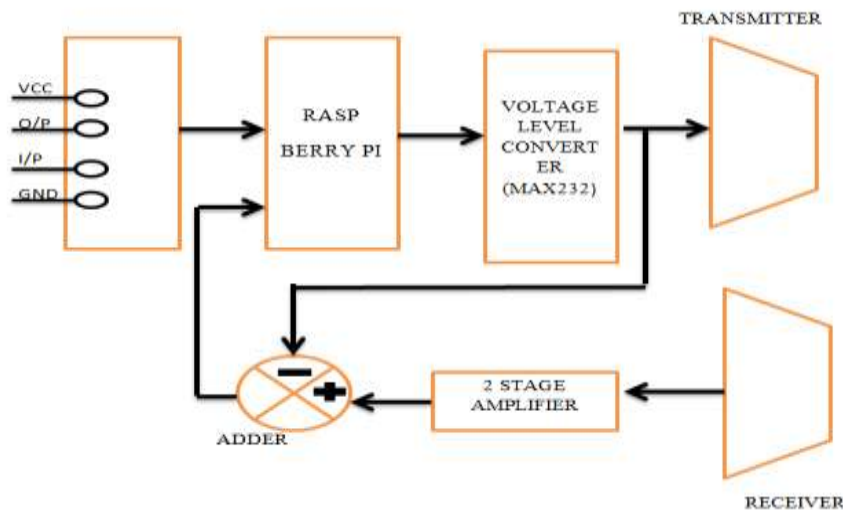 TRANSMITTER
VCC
O/P
I/P
GND
RASP
BERRY PI
VOLTAGE
LEVEL
CONVERT
ER
(MAX232)
2 STAGE
AMPLIFIER
ADDER
RECEIVER